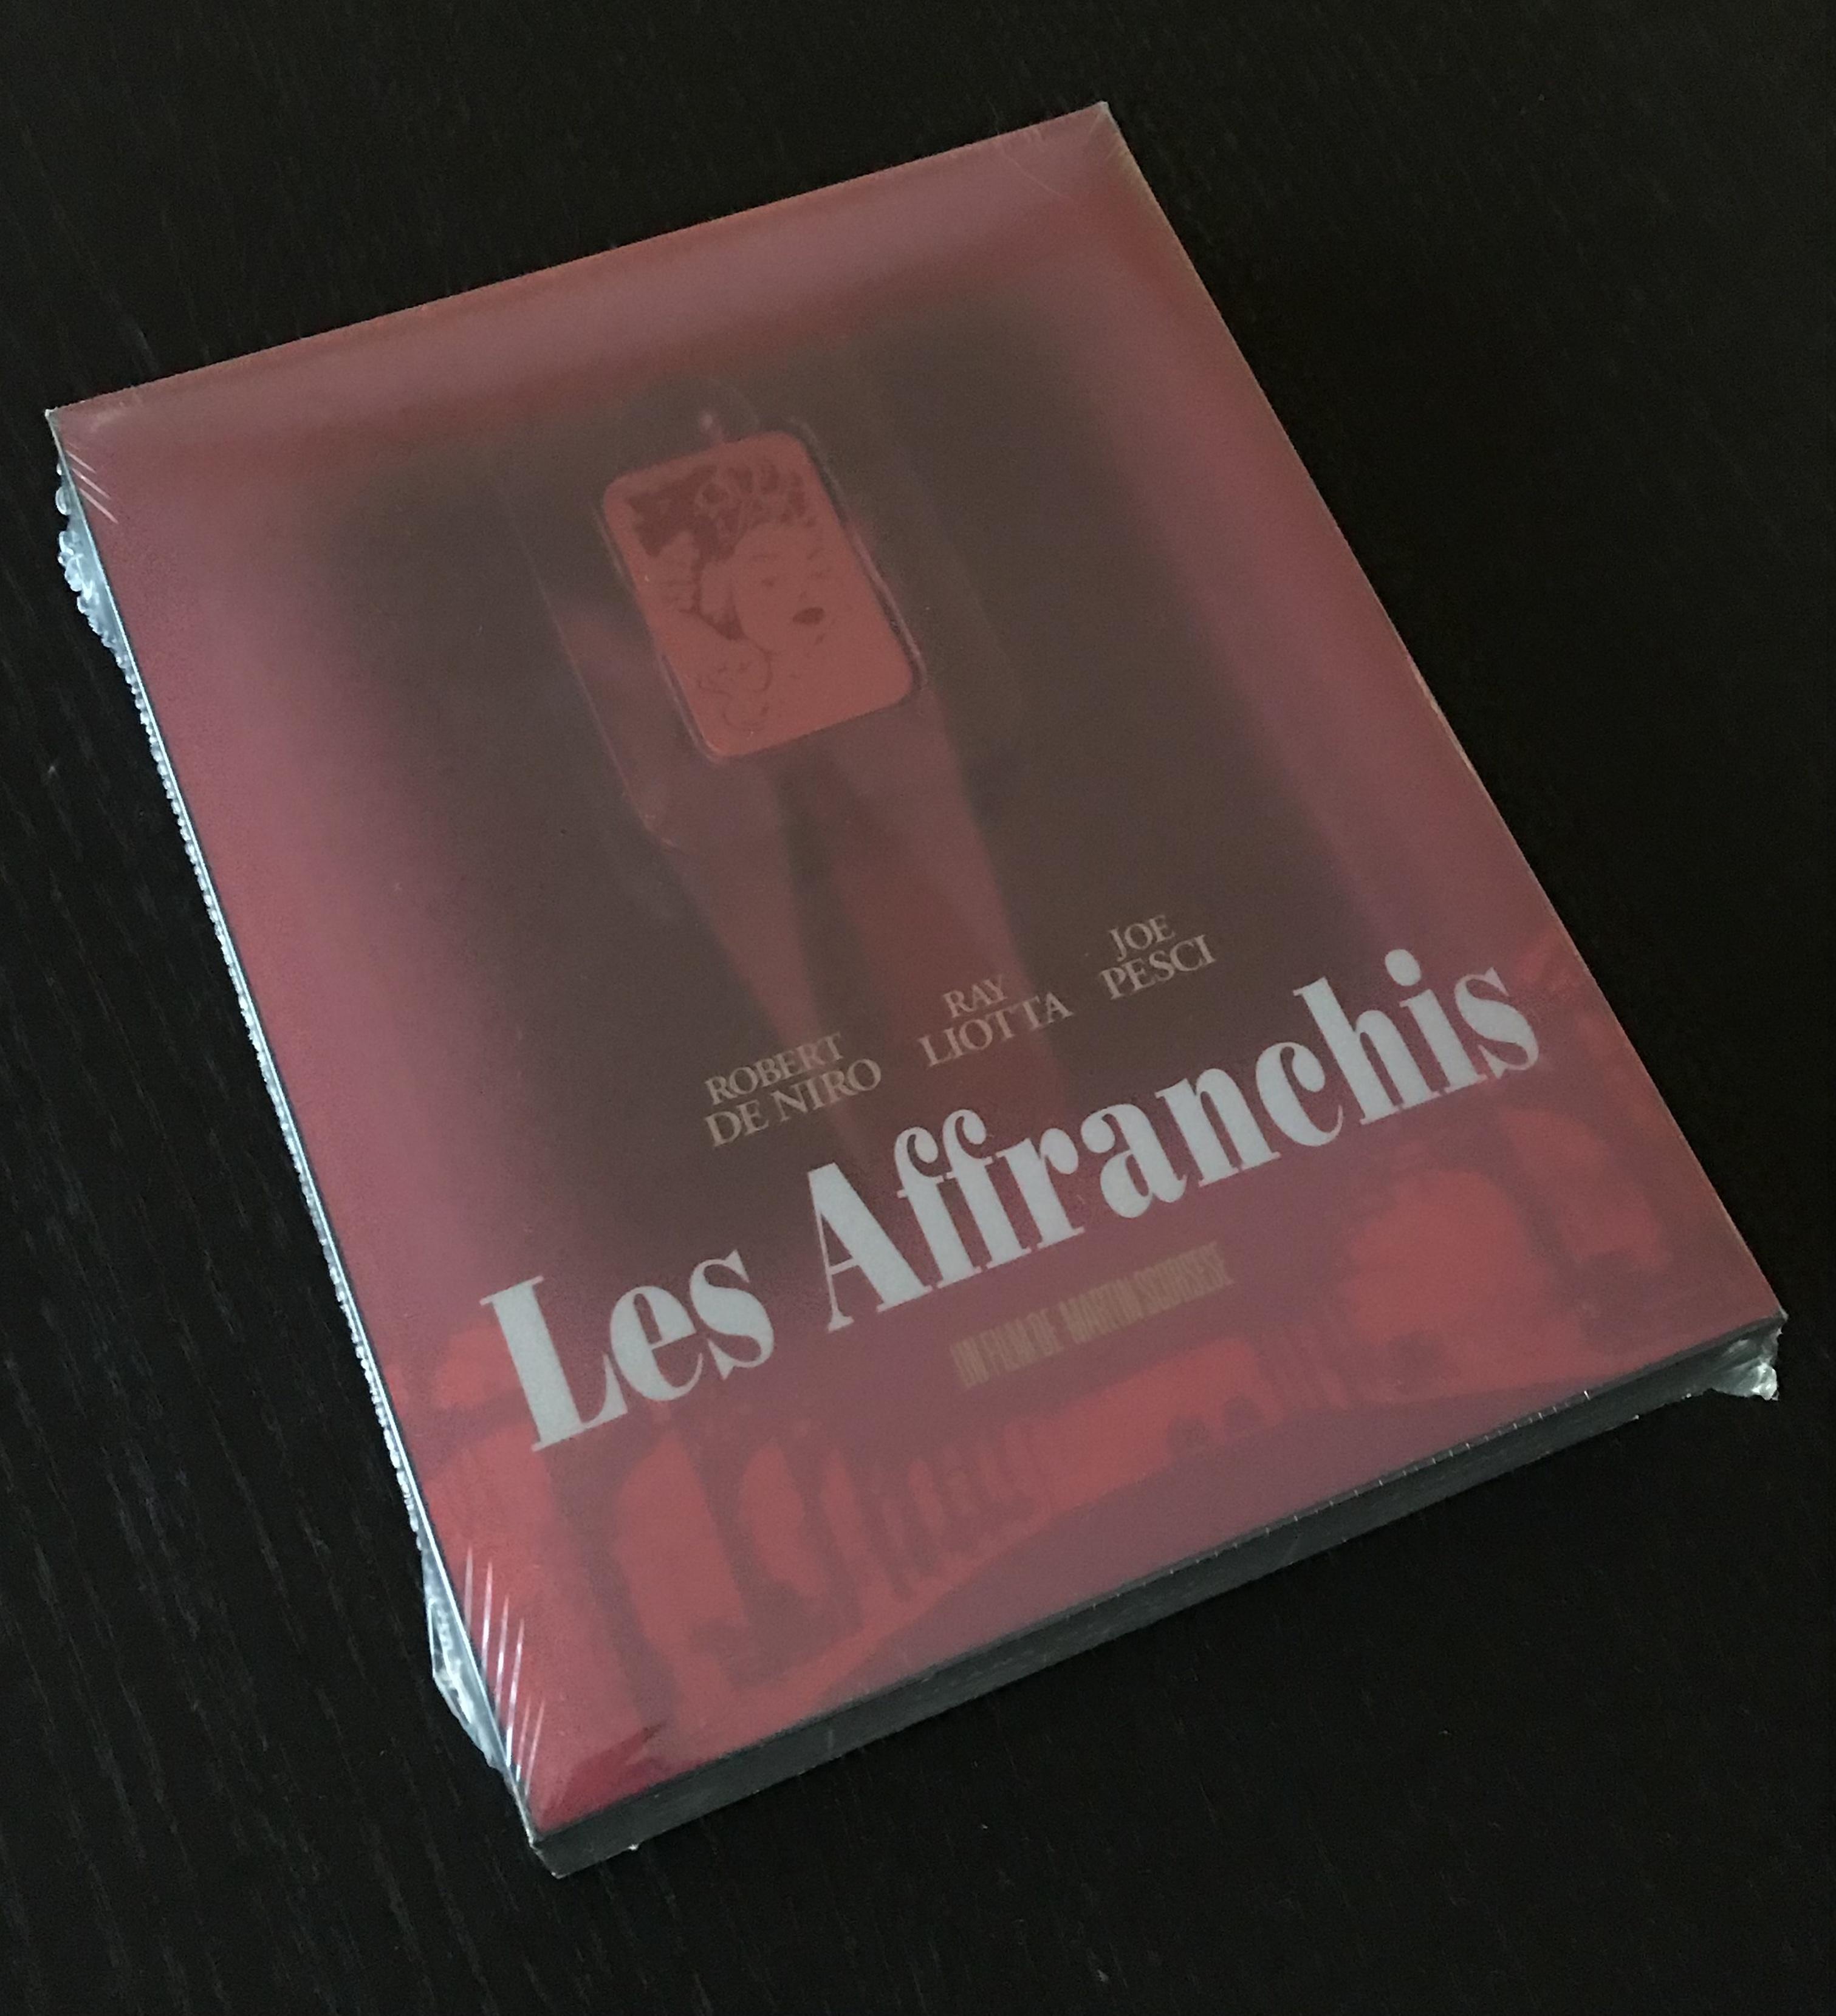 ROBERT
DE NIRO
RAY
LIOTTA
JOE
PESCI
Les Affranchis
UN FILM DE MARTIN SCORSESE